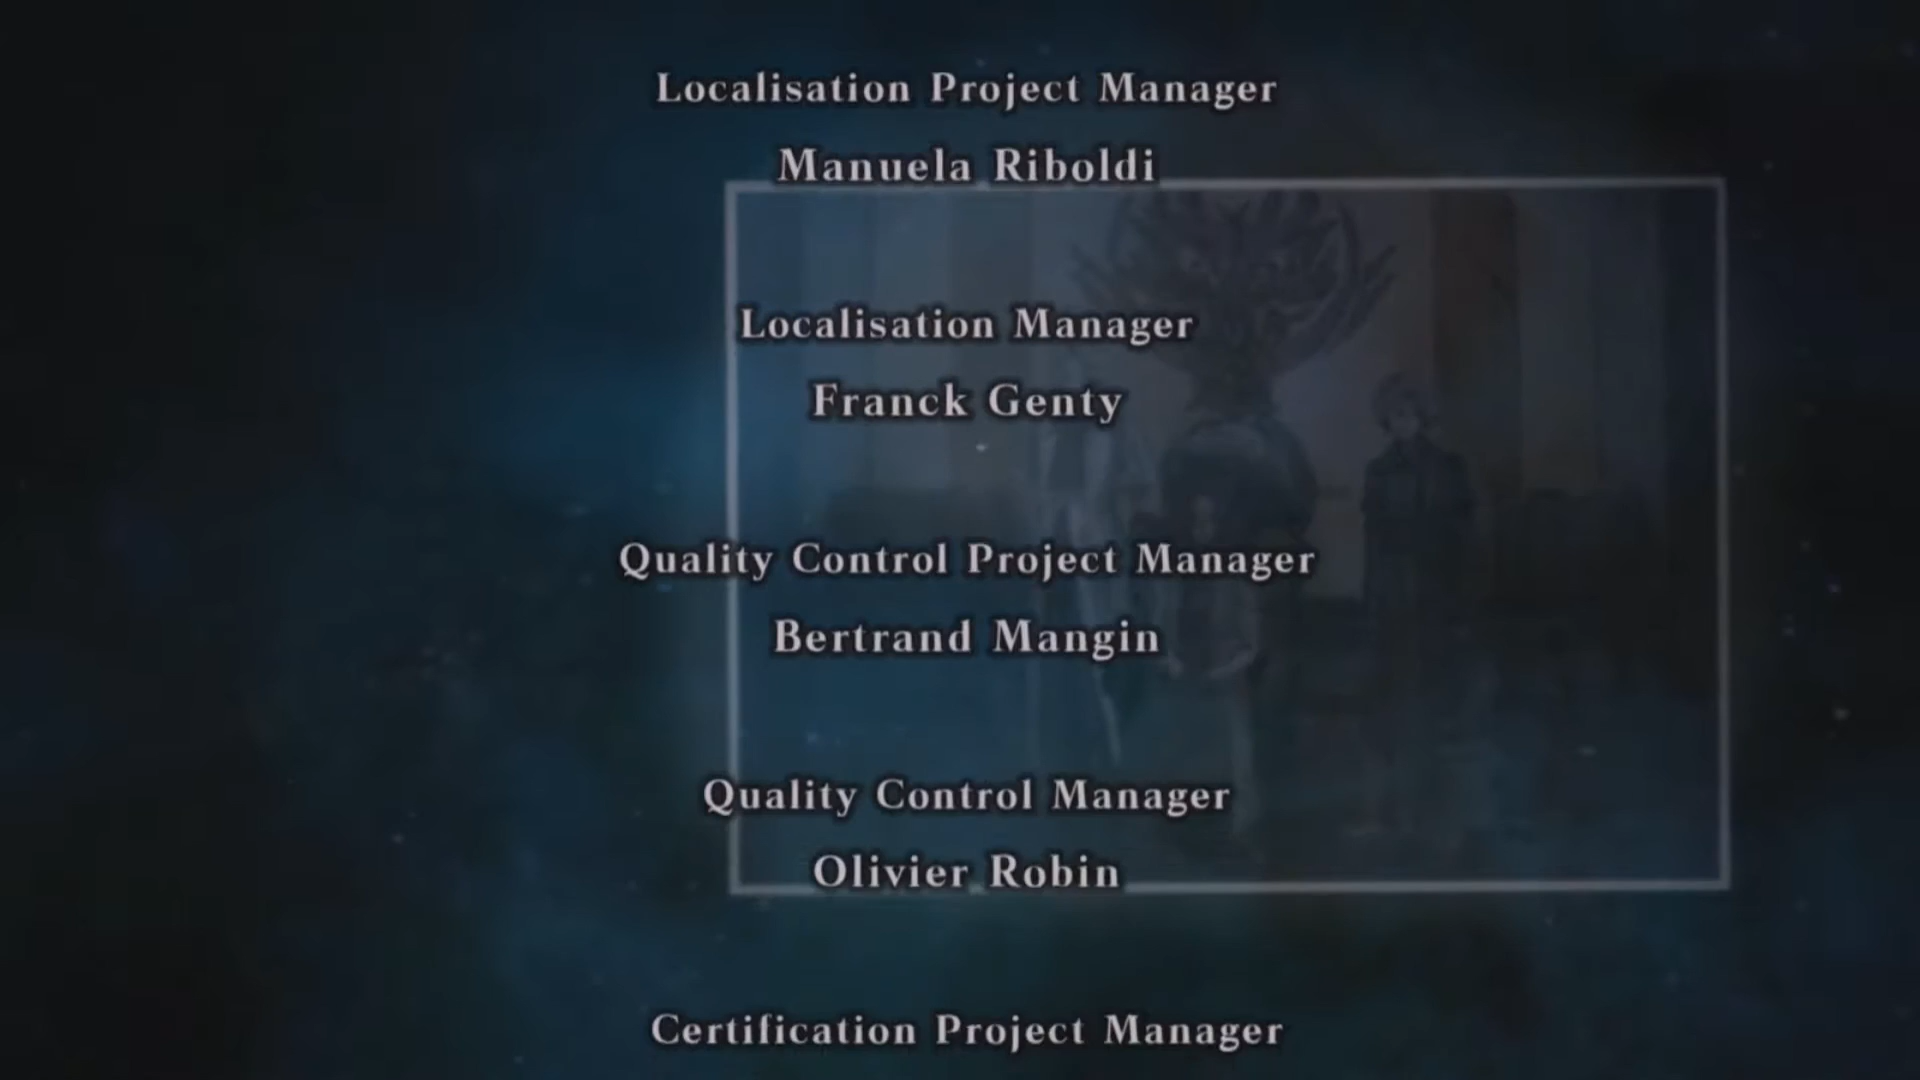 Localisation Project Manager
Manuela Riboldi
Localisation Manager
Franck Genty
Quality Control Project Manager
Bertrand Mangin
Quality Control Manager
Olivier Robin
Certification Project Manager